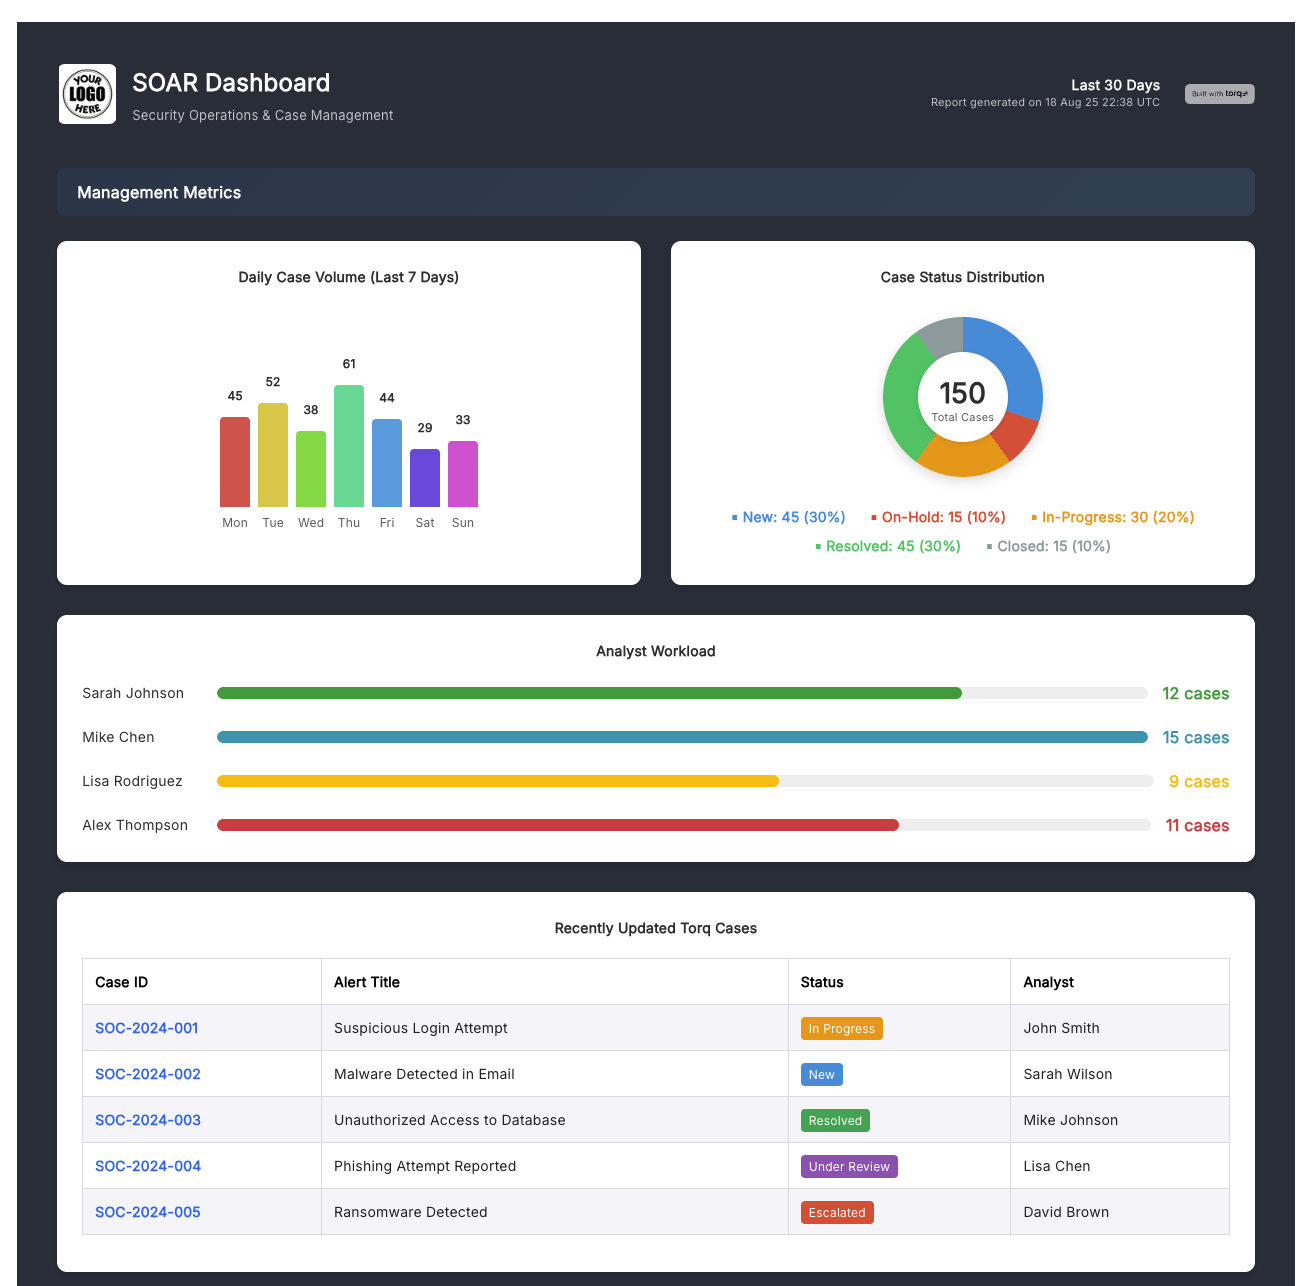 YOUR
LOGO
HERE
SOAR Dashboard
Security Operations & Case Management
Last 30 Days
Report generated on 18 Aug 25 22:38 UTC
Built with torq
Management Metrics
Daily Case Volume (Last 7 Days)
45 52 38 61 44 29 33
Mon Tue Wed Thu Fri Sat Sun
Case Status Distribution
150
Total Cases
New: 45 (30%) On-Hold: 15 (10%) In-Progress: 30 (20%)
Resolved: 45 (30%) Closed: 15 (10%)
Analyst Workload
Sarah Johnson 12 cases
Mike Chen 15 cases
Lisa Rodriguez 9 cases
Alex Thompson 11 cases
Recently Updated Torq Cases
Case ID Alert Title Status Analyst
SOC-2024-001 Suspicious Login Attempt In Progress John Smith
SOC-2024-002 Malware Detected in Email New Sarah Wilson
SOC-2024-003 Unauthorized Access to Database Resolved Mike Johnson
SOC-2024-004 Phishing Attempt Reported Under Review Lisa Chen
SOC-2024-005 Ransomware Detected Escalated David Brown